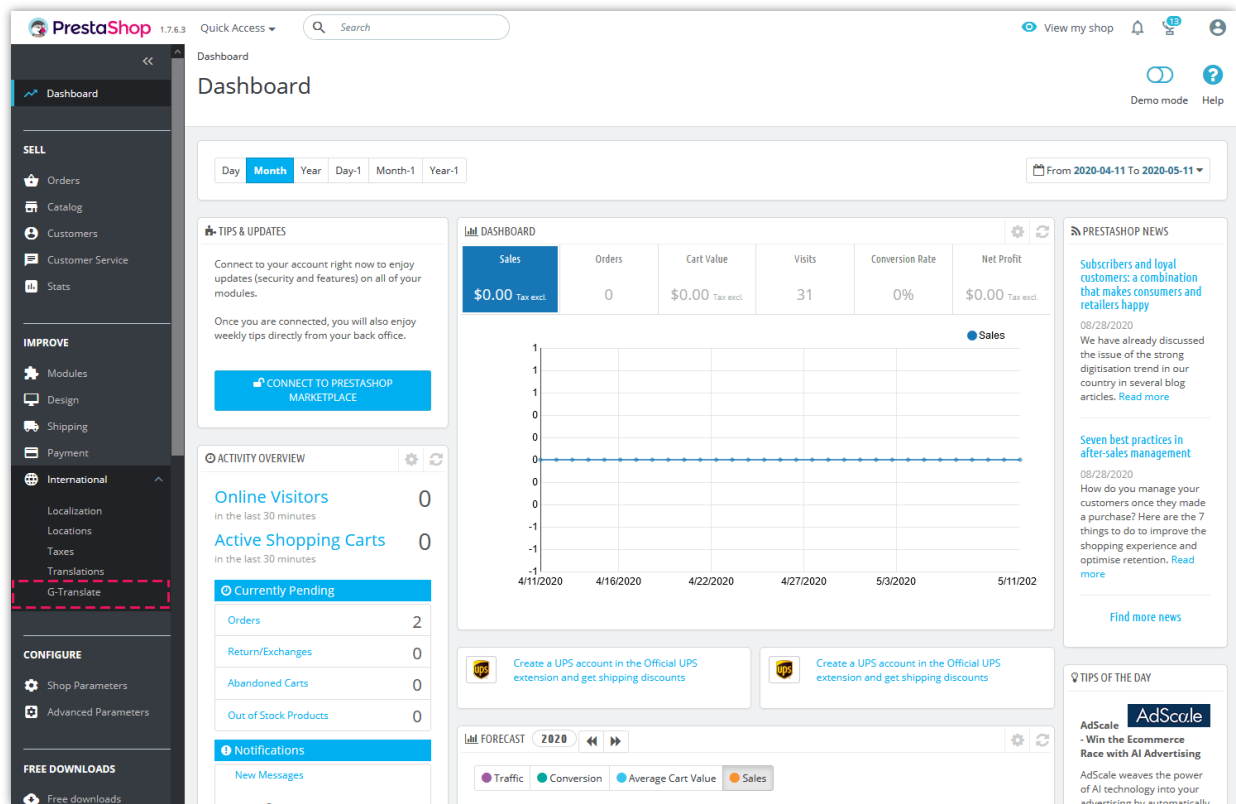 PrestaShop 1.7.6.3 Quick Access Search View my shop 13
Dashboard
Dashboard
Demo mode Help
Dashboard
SELL
Orders
Catalog
Customers
Customer Service
Stats
IMPROVE
Modules
Design
Shipping
Payment
International
Localization
Locations
Taxes
Translations
G-Translate
CONFIGURE
Shop Parameters
Advanced Parameters
FREE DOWNLOADS
Free downloads
Day Month Year Day-1 Month-1 Year-1
From 2020-04-11 To 2020-05-11
TIPS & UPDATES
Connect to your account right now to enjoy
updates (security and features) on all of your
modules.
Once you are connected, you will also enjoy
weekly tips directly from your back office.
CONNECT TO PRESTASHOP
MARKETPLACE
ACTIVITY OVERVIEW
Online Visitors 0
in the last 30 minutes
Active Shopping Carts 0
in the last 30 minutes
Currently Pending
Orders 2
Return/Exchanges 0
Abandoned Carts 0
Out of Stock Products 0
Notifications
New Messages
DASHBOARD
Sales Orders Cart Value Visits Conversion Rate Net Profit
$0.00 Tax excl. 0 $0.00 Tax excl. 31 0% $0.00 Tax excl.
Sales
1
1
1
0
0
0
0
0
-1
-1
-1
4/11/2020 4/16/2020 4/22/2020 4/27/2020 5/3/2020 5/11/202
ups
Create a UPS account in the Official UPS
extension and get shipping discounts
ups
Create a UPS account in the Official UPS
extension and get shipping discounts
FORECAST 2020
Traffic Conversion Average Cart Value Sales
PRESTASHOP NEWS
Subscribers and loyal
customers: a combination
that makes consumers and
retailers happy
08/28/2020
We have already discussed
the issue of the strong
digitisation trend in our
country in several blog
articles. Read more
Seven best practices in
after-sales management
08/28/2020
How do you manage your
customers once they made
a purchase? Here are the 7
things to do to improve the
shopping experience and
optimise retention. Read
more
Find more news
TIPS OF THE DAY
AdScale
AdScale
- Win the Ecommerce
Race with AI Advertising
AdScale weaves the power
of AI technology into your
advertising by automatically